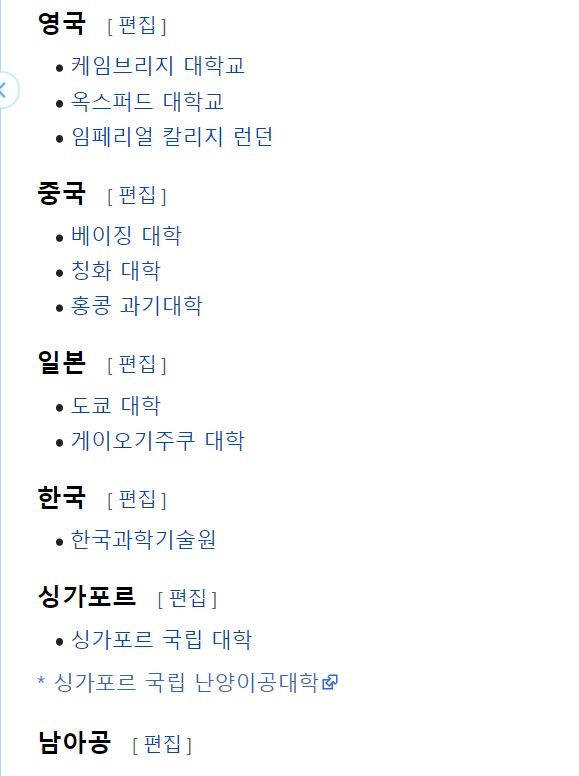 영국 [ 편집 ]
• 케임브리지 대학교
• 옥스퍼드 대학교
• 임페리얼 칼리지 런던
중국 [ 편집 ]
• 베이징 대학
• 칭화 대학
• 홍콩 과기대학
일본 [ 편집 ]
• 도쿄 대학
• 게이오기주쿠 대학
한국 [ 편집 ]
• 한국과학기술원
싱가포르 [ 편집 ]
• 싱가포르 국립 대학
* 싱가포르 국립 난양이공대학
남아공 [ 편집 ]